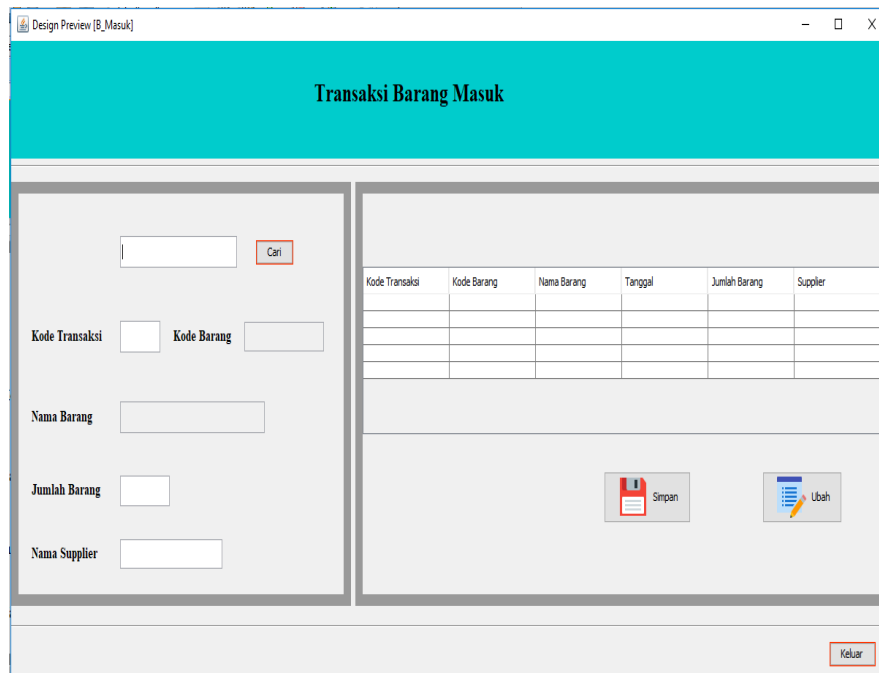 Design Preview [B_Masuk]
Transaksi Barang Masuk
Cari
Kode Transaksi Kode Barang
Nama Barang
Jumlah Barang
Nama Supplier
Kode Transaksi Kode Barang Nama Barang Tanggal Jumlah Barang Supplier
Simpan Ubah
Keluar